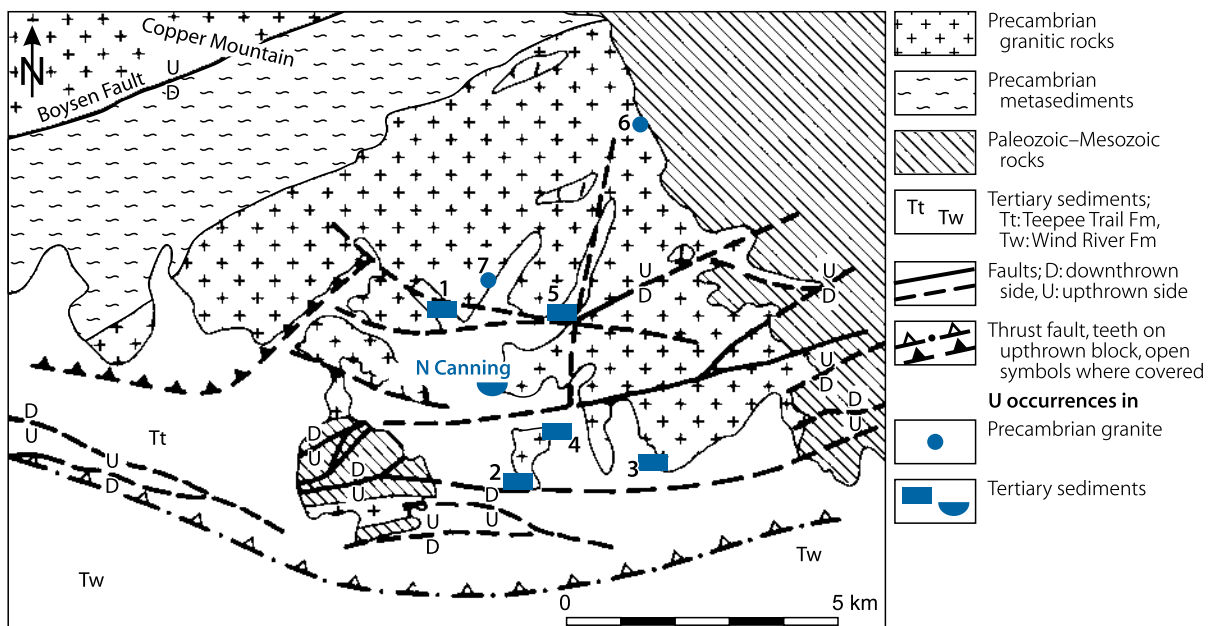 Copper Mountain
N
U
D
Boysen Fault
6
7
1
5
U
D
U
D
N Canning
U
D
D
U
D
U
Tt
D
U
4
U
D
D
U
2
3
D
U
D
U
U
D
Tw
Tw
0
5 km
Precambrian
granitic rocks
Precambrian
metasediments
Paleozoic–Mesozoic
rocks
Tt
Tw
Tertiary sediments;
Tt: Teepee Trail Fm,
Tw: Wind River Fm
Faults; D: downthrown
side, U: upthrown side
Thrust fault, teeth on
upthrown block, open
symbols where covered
U occurrences in
Precambrian granite
Tertiary sediments